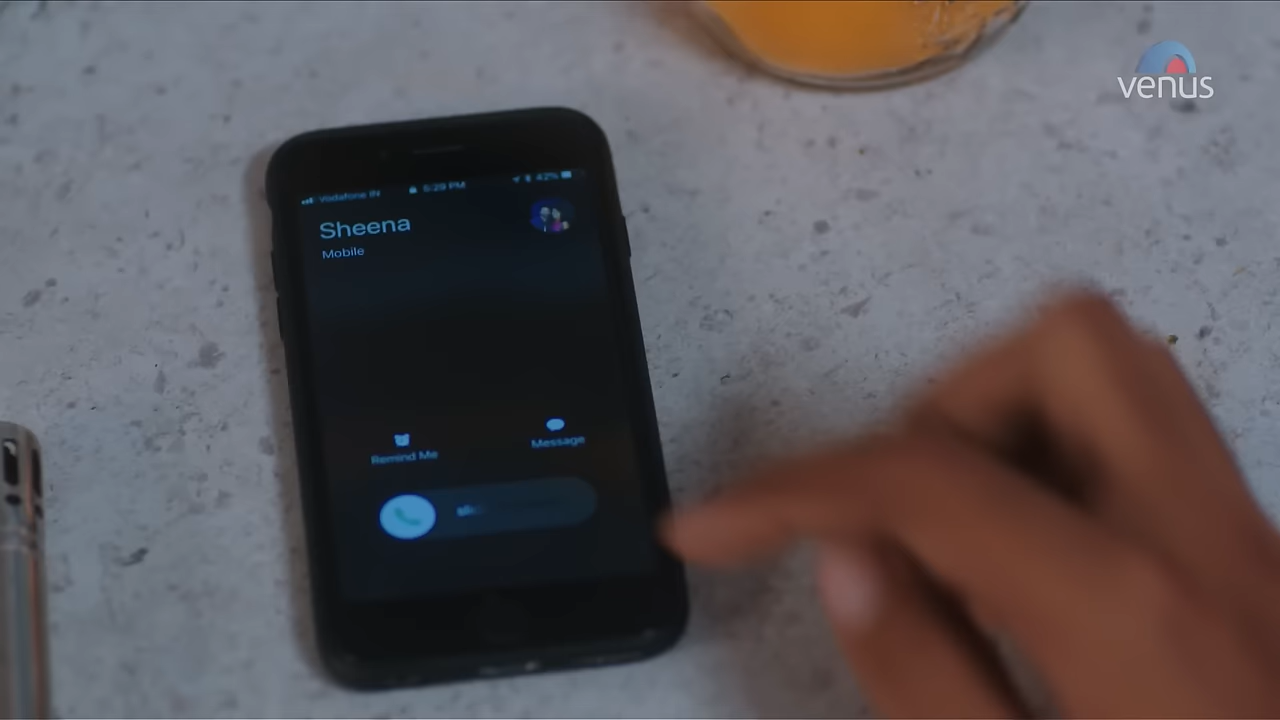 venus
Vodafone IN 5:29 PM 42%
Sheena
Mobile
Remind Me
Message